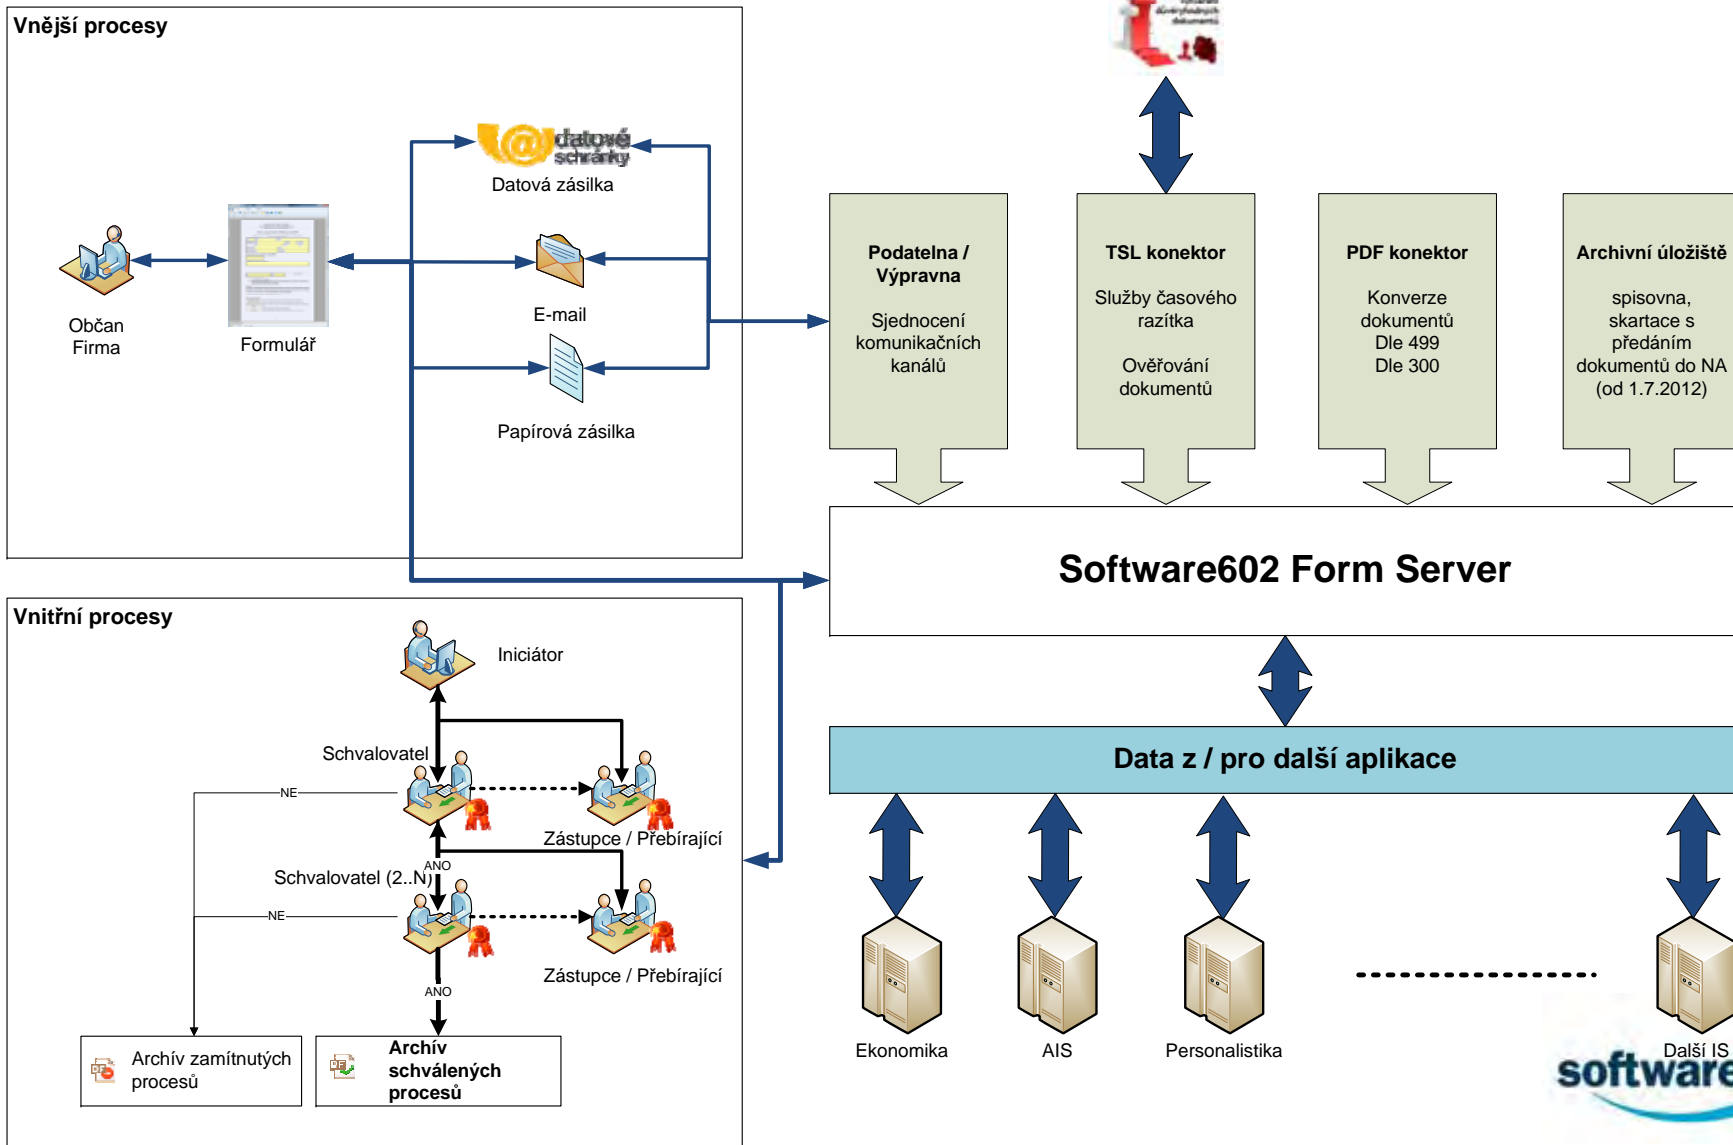 Vnější procesy
důvěryhodných
dokumentů
datové
schránky
Datová zásilka
E-mail
Papírová zásilka
Občan
Firma
Formulář
Podatelna /
Výpravna
Sjednocení
komunikačních
kanálů
TSL konektor
Služby časového
razítka
Ověřování
dokumentů
PDF konektor
Konverze
dokumentů
Dle 499
Dle 300
Archivní úložiště
spisovna,
skartace s
předáním
dokumentů do NA
(od 1.7.2012)
Software602 Form Server
Vnitřní procesy
Iniciátor
Schvalovatel
NE
Zástupce / Přebírající
ANO
Schvalovatel (2..N)
NE
Zástupce / Přebírající
ANO
Archív zamítnutých
procesů
Archív
schválených
procesů
Data z / pro další aplikace
Ekonomika
AIS
Personalistika
Další IS
software